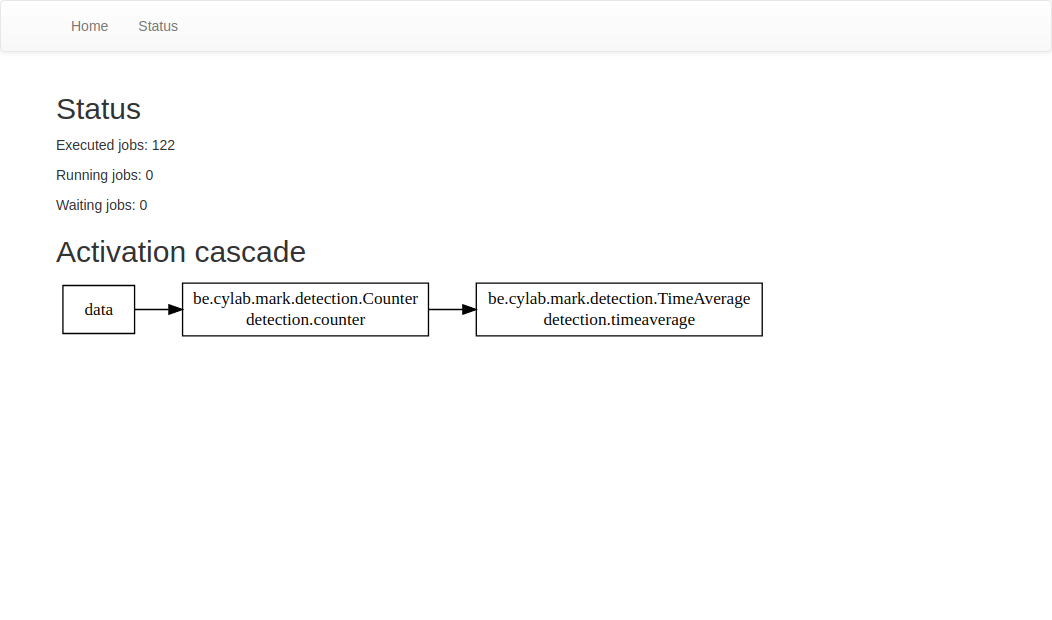 Home Status
Status
Executed jobs: 122
Running jobs: 0
Waiting jobs: 0
Activation cascade
data
be.cylab.mark.detection.Counter
detection.counter
be.cylab.mark.detection.TimeAverage
detection.timeaverage